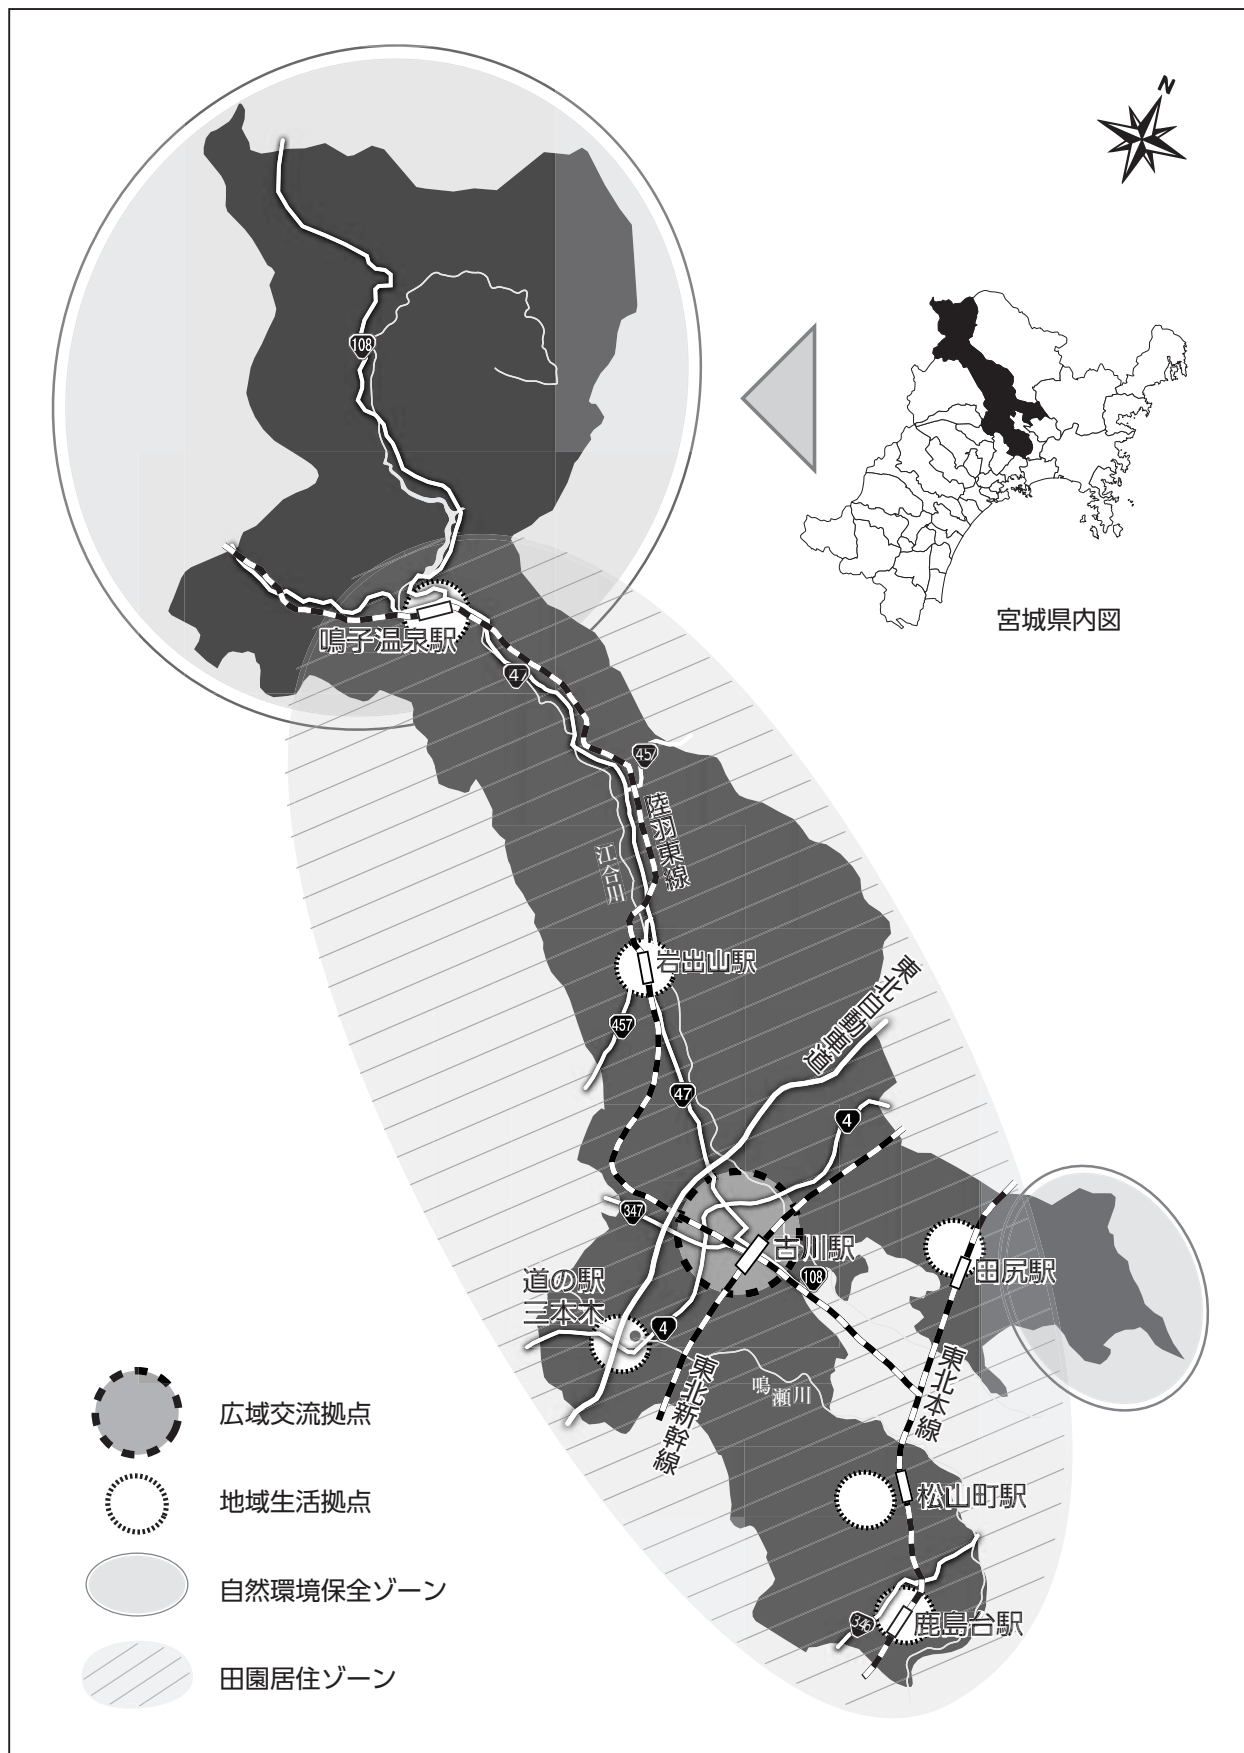 N
108
宮城県内図
鳴子温泉駅
47
457
陸羽東線
江合川
岩出山駅
東北自動車道
457
47
4
347
古川駅
108
田尻駅
道の駅
三本木
4
東北新幹線
鳴瀬川
東北本線
松山町駅
346
鹿島台駅
広域交流拠点
地域生活拠点
自然環境保全ゾーン
田園居住ゾーン